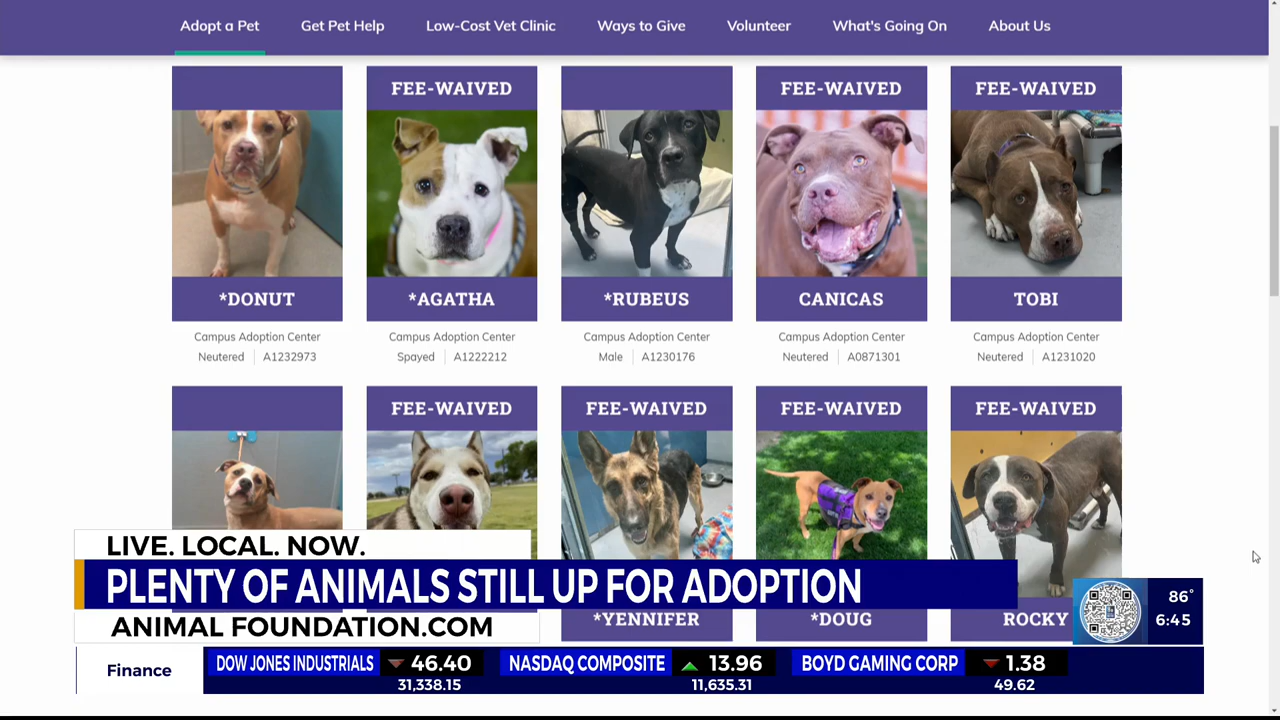 Adopt a Pet Get Pet Help Low-Cost Vet Clinic Ways to Give Volunteer What's Going On About Us
FEE-WAIVED FEE-WAIVED FEE-WAIVED
*DONUT *AGATHA *RUBEUS CANICAS TOBI
Campus Adoption Center Campus Adoption Center Campus Adoption Center Campus Adoption Center Campus Adoption Center
Neutered A1232973 Spayed A1222212 Male A1230176 Neutered A0871301 Neutered A1231020
FEE-WAIVED FEE-WAIVED FEE-WAIVED FEE-WAIVED
LIVE. LOCAL. NOW.
PLENTY OF ANIMALS STILL UP FOR ADOPTION
ANIMAL FOUNDATION.COM
*YENNIFER *DOUG ROCKY
86°
6:45
Finance
DOW JONES INDUSTRIALS 46.40 NASDAQ COMPOSITE 13.96 BOYD GAMING CORP 1.38
31,338.15 11,635.31 49.62